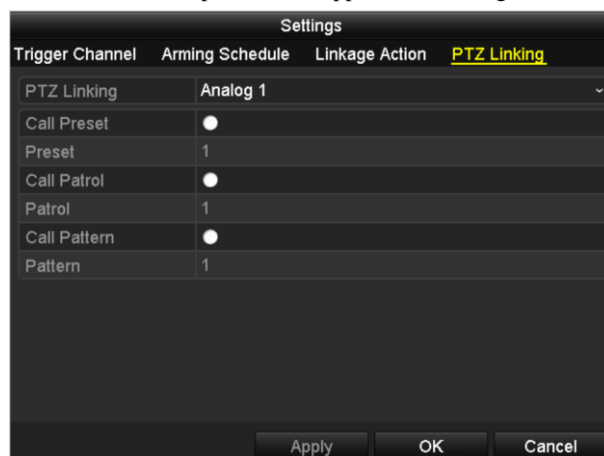 Settings
Trigger Channel Arming Schedule Linkage Action PTZ Linking
PTZ Linking Analog 1
Call Preset
Preset 1
Call Patrol
Patrol 1
Call Pattern
Pattern 1
Apply OK Cancel